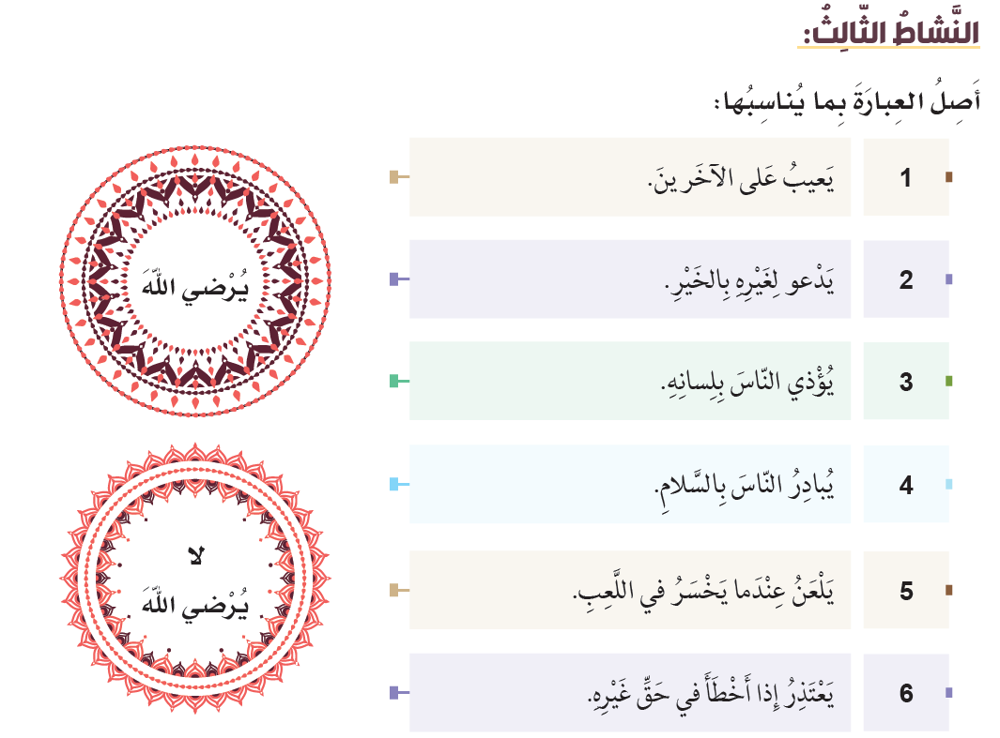 النَّشاطُ الثّالِثُ:
أَصِلُ العِبارَةَ بِما يُناسِبُها:
1 يَعيبُ عَلى الآخَرينَ.
2 يَدْعو لِغَيْرِهِ بِالخَيْرِ.
3 يُؤْذي النّاسَ بِلِسانِهِ.
4 يُبادِرُ النّاسَ بِالسَّلامِ.
5 يَلْعَنُ عِنْدَما يَخْسَرُ في اللَّعِبِ.
6 يَعْتَذِرُ إِذا أَخْطَأَ في حَقِّ غَيْرِهِ.
يُرْضي اللّٰهَ
لا
يُرْضي اللّٰهَ